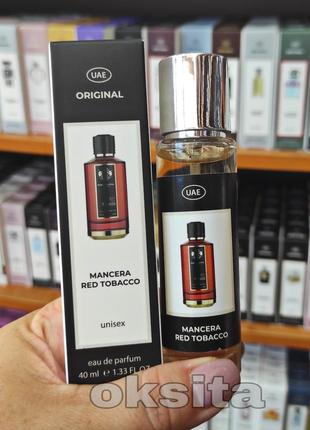 UAE
ORIGINAL
MANCERA
RED TOBACCO
unisex
eau de parfum
40 ml e 1.33 FL OZ
UAE
MANCERA
RED TOBACCO
oksita